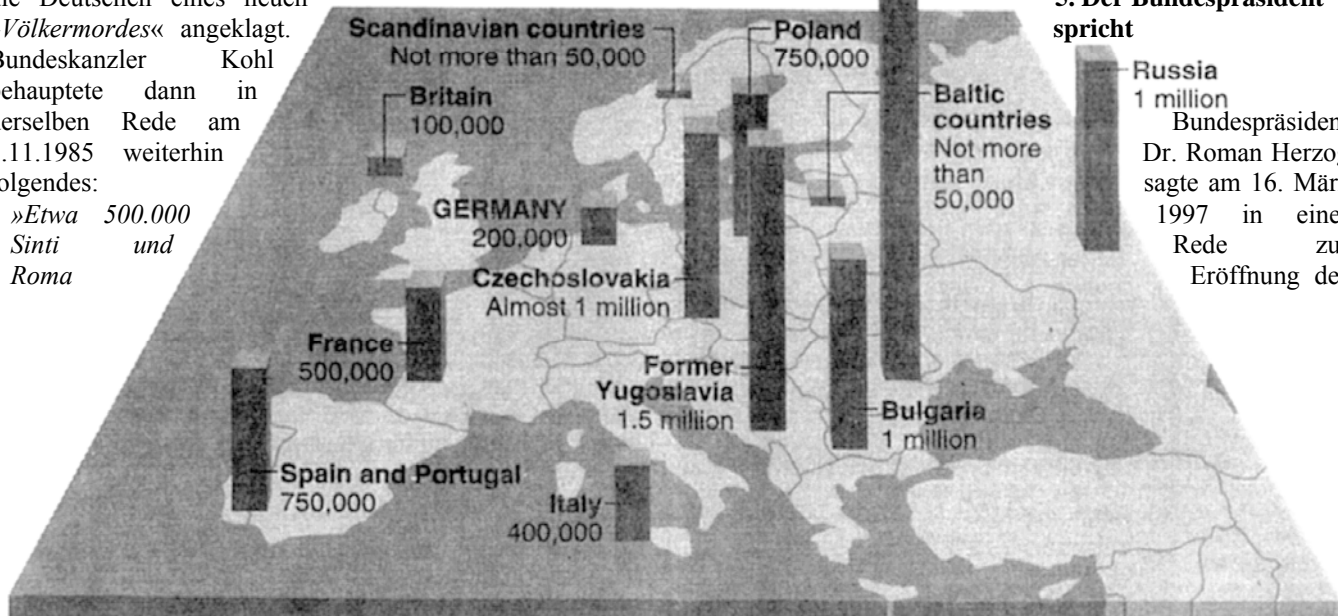 »Völkermordes« angeklagt.
Bundeskanzler Kohl
behauptete dann in
derselben Rede am
.11.1985 weiterhin
folgendes:
»Etwa 500.000
Sinti und
Roma
Scandinavian countries
Not more than 50,000
Britain
100,000
GERMANY
200,000
Czechoslovakia
Almost 1 million
France
500,000
Spain and Portugal
750,000
Italy
400,000
Former
Yugoslavia
1.5 million
Poland
750,000
Baltic
countries
Not more
than
50,000
Bulgaria
1 million
Russia
1 million
Der Bundespräsident
spricht
Bundespräsiden
Dr. Roman Herzog
sagte am 16. Mär
1997 in eine
Rede zu
Eröffnung de